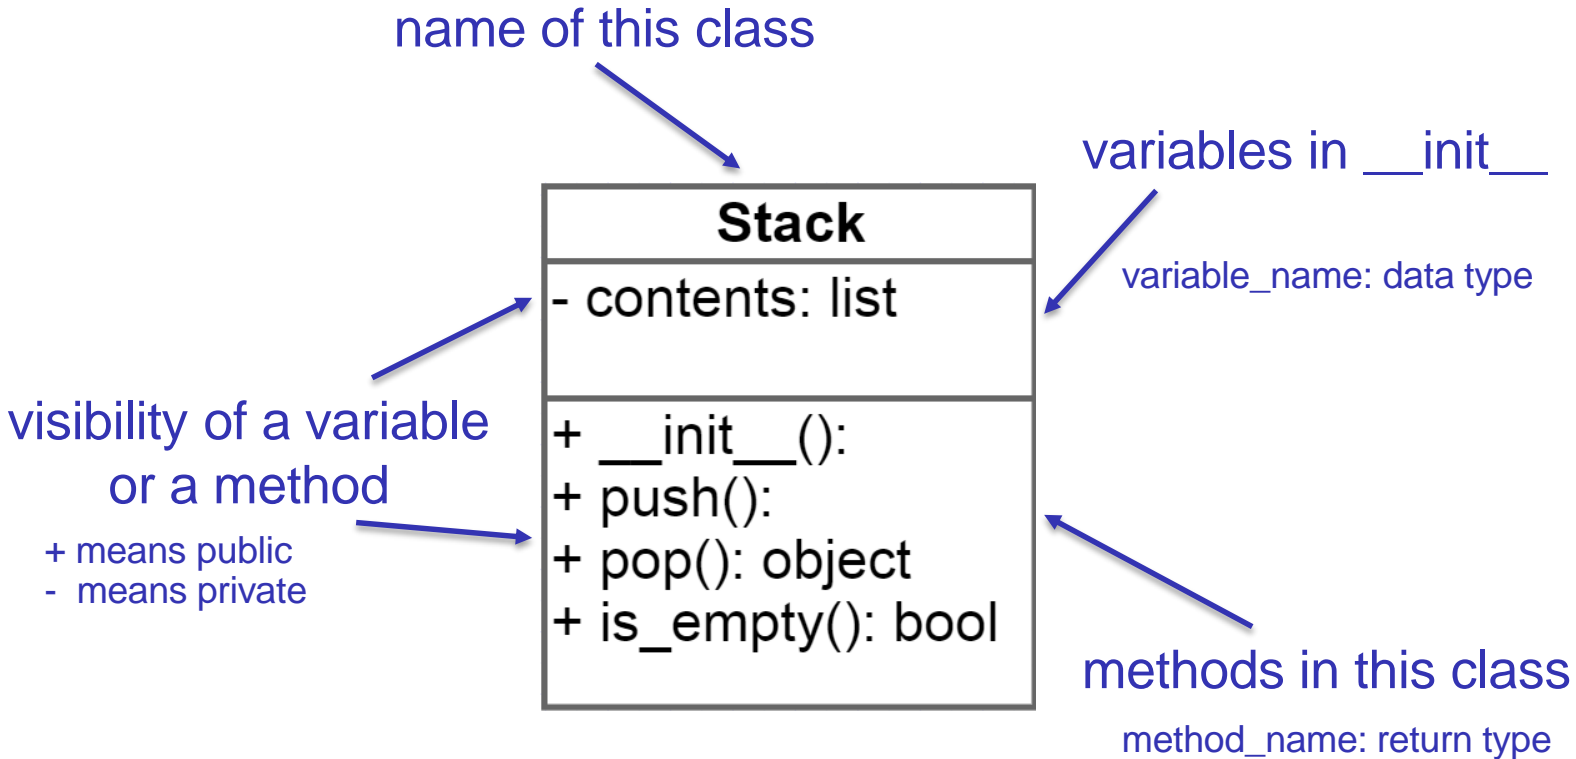 name of this class
variables in __init__
variable_name: data type
Stack
- contents: list
visibility of a variable
or a method
+ means public
- means private
+ __init__():
+ push():
+ pop(): object
+ is_empty(): bool
methods in this class
method_name: return type